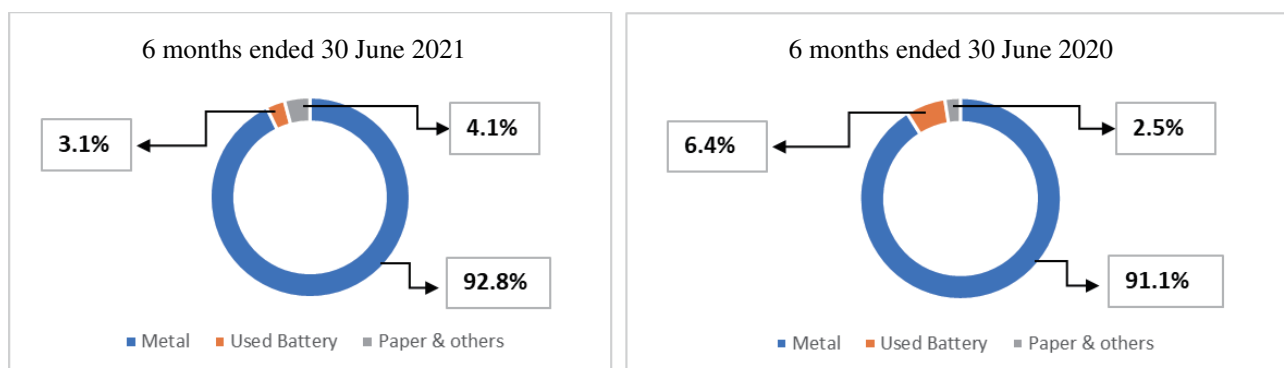 6 months ended 30 June 2021
3.1%
4.1%
92.8%
Metal Used Battery Paper & others
6 months ended 30 June 2020
6.4%
2.5%
91.1%
Metal Used Battery Paper & others